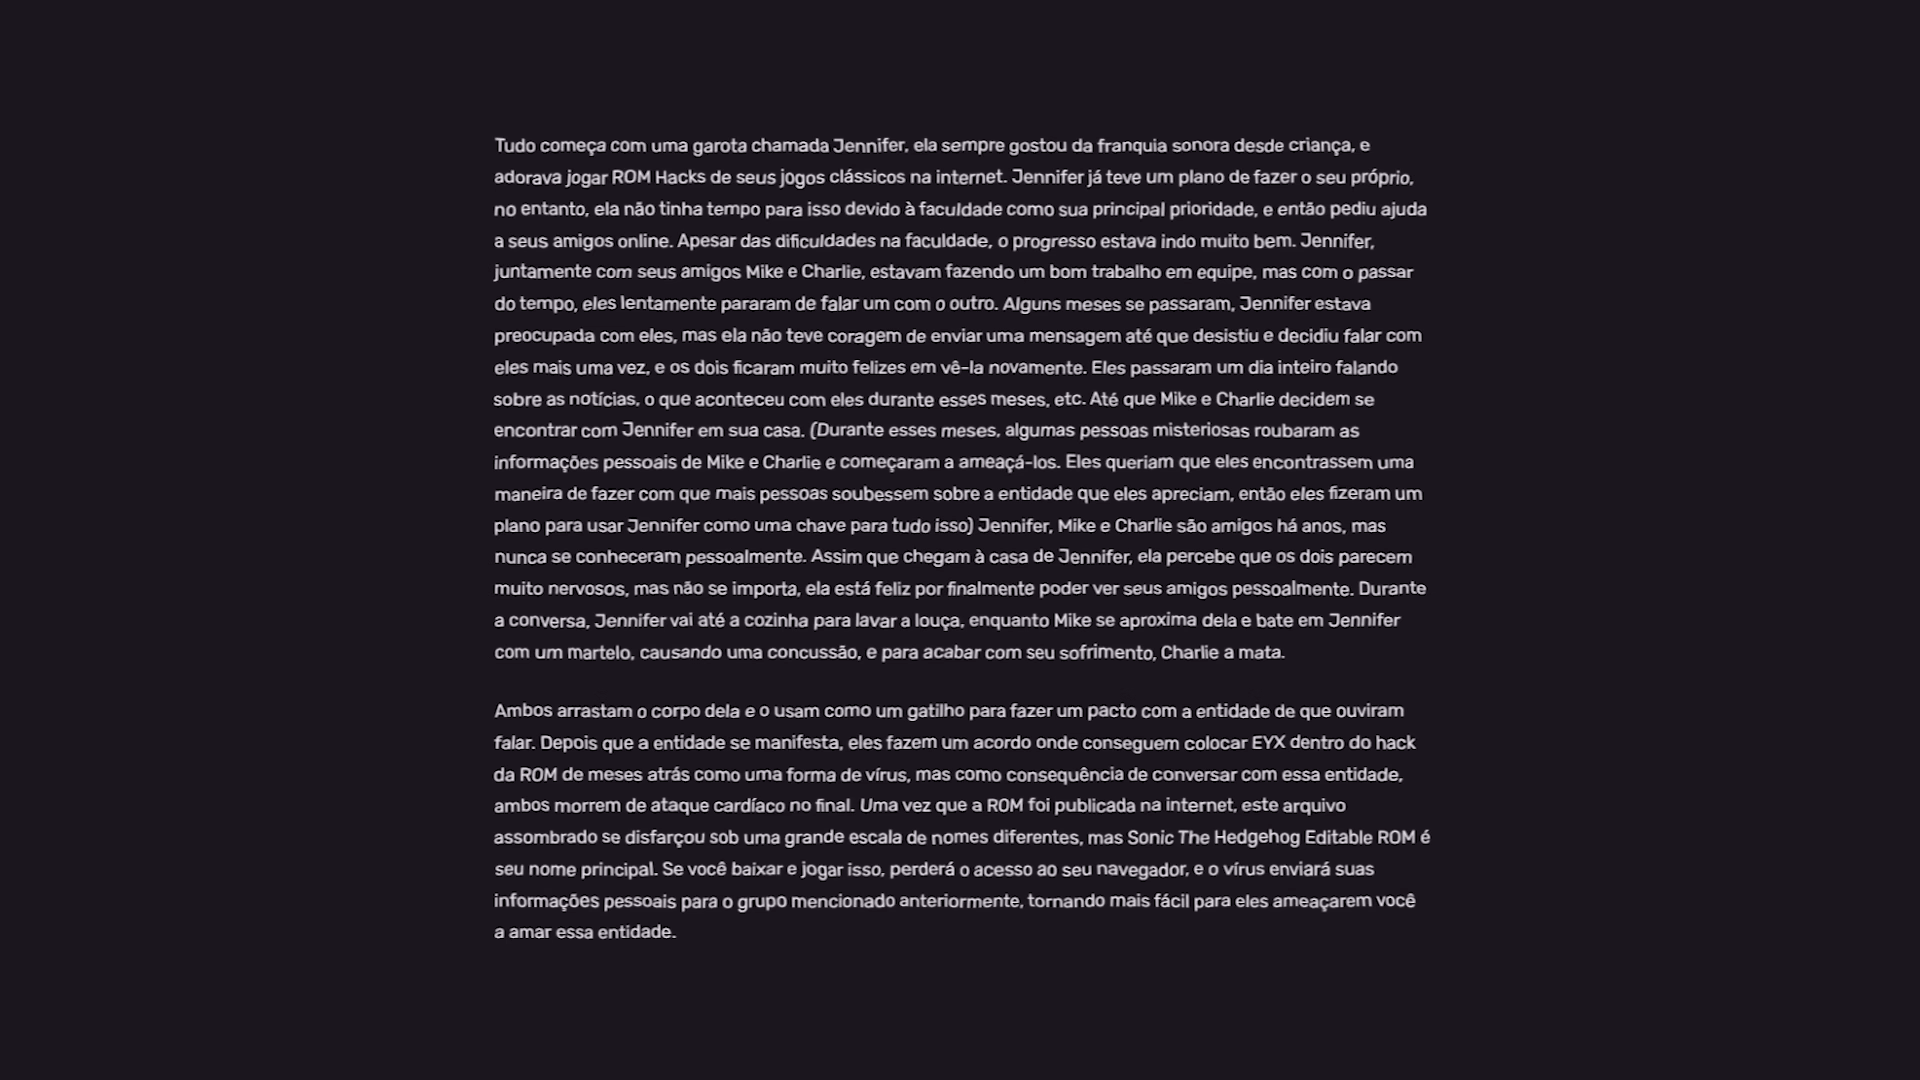 Tudo começa com uma garota chamada Jennifer, ela sempre gostou da franquia sonora desde criança, e
adorava jogar ROM Hacks de seus jogos clássicos na internet. Jennifer já teve um plano de fazer o seu próprio,
no entanto, ela não tinha tempo para isso devido à faculdade como sua principal prioridade, e então pediu ajuda
a seus amigos online. Apesar das dificuldades na faculdade, o progresso estava indo muito bem. Jennifer,
juntamente com seus amigos Mike e Charlie, estavam fazendo um bom trabalho em equipe, mas com o passar
do tempo, eles lentamente pararam de falar um com o outro. Alguns meses se passaram, Jennifer estava
preocupada com eles, mas ela não teve coragem de enviar uma mensagem até que desistiu e decidiu falar com
eles mais uma vez, e os dois ficaram muito felizes em vê-la novamente. Eles passaram um dia inteiro falando
sobre as notícias, o que aconteceu com eles durante esses meses, etc. Até que Mike e Charlie decidem se
encontrar com Jennifer em sua casa. (Durante esses meses, algumas pessoas misteriosas roubaram as
informações pessoais de Mike e Charlie e começaram a ameaçá-los. Eles queriam que eles encontrassem uma
maneira de fazer com que mais pessoas soubessem sobre a entidade que eles apreciam, então eles fizeram um
plano para usar Jennifer como uma chave para tudo isso) Jennifer, Mike e Charlie são amigos há anos, mas
nunca se conheceram pessoalmente. Assim que chegam à casa de Jennifer, ela percebe que os dois parecem
muito nervosos, mas não se importa, ela está feliz por finalmente poder ver seus amigos pessoalmente. Durante
a conversa, Jennifer vai até a cozinha para lavar a louça, enquanto Mike se aproxima dela e bate em Jennifer
com um martelo, causando uma concussão, e para acabar com seu sofrimento, Charlie a mata.
Ambos arrastam o corpo dela e o usam como um gatilho para fazer um pacto com a entidade de que ouviram
falar. Depois que a entidade se manifesta, eles fazem um acordo onde conseguem colocar EYX dentro do hack
da ROM de meses atrás como uma forma de vírus, mas como consequência de conversar com essa entidade,
ambos morrem de ataque cardíaco no final. Uma vez que a ROM foi publicada na internet, este arquivo
assombrado se disfarçou sob uma grande escala de nomes diferentes, mas Sonic The Hedgehog Editable ROM é
seu nome principal. Se você baixar e jogar isso, perderá o acesso ao seu navegador, e o vírus enviará suas
informações pessoais para o grupo mencionado anteriormente, tornando mais fácil para eles ameaçarem você
a amar essa entidade.